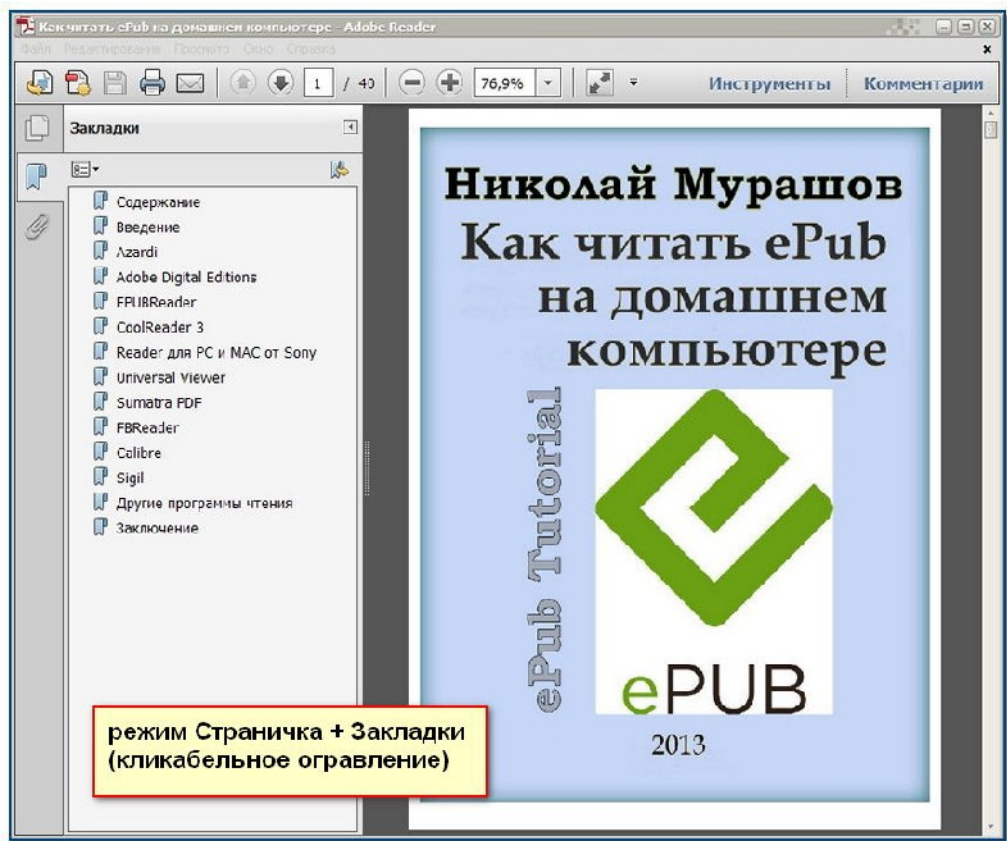 Как читать ePub на домашнем компьютере - Adobe Reader
Файл Редактирование Просмотр Окно Справка
1 / 40 76,9% Инструменты Комментарии
Закладки
Содержание
Введение
Azardi
Adobe Digital Editions
EPUBReader
CoolReader 3
Reader для PC и MAC от Sony
Universal Viewer
Sumatra PDF
FBReader
Calibre
Sigil
Другие программы чтения
Заключение
Николай Мурашов
Как читать ePub
на домашнем
компьютере
ePub Tutorial
ePUB
2013
режим Страничка + Закладки
(кликабельное огравление)